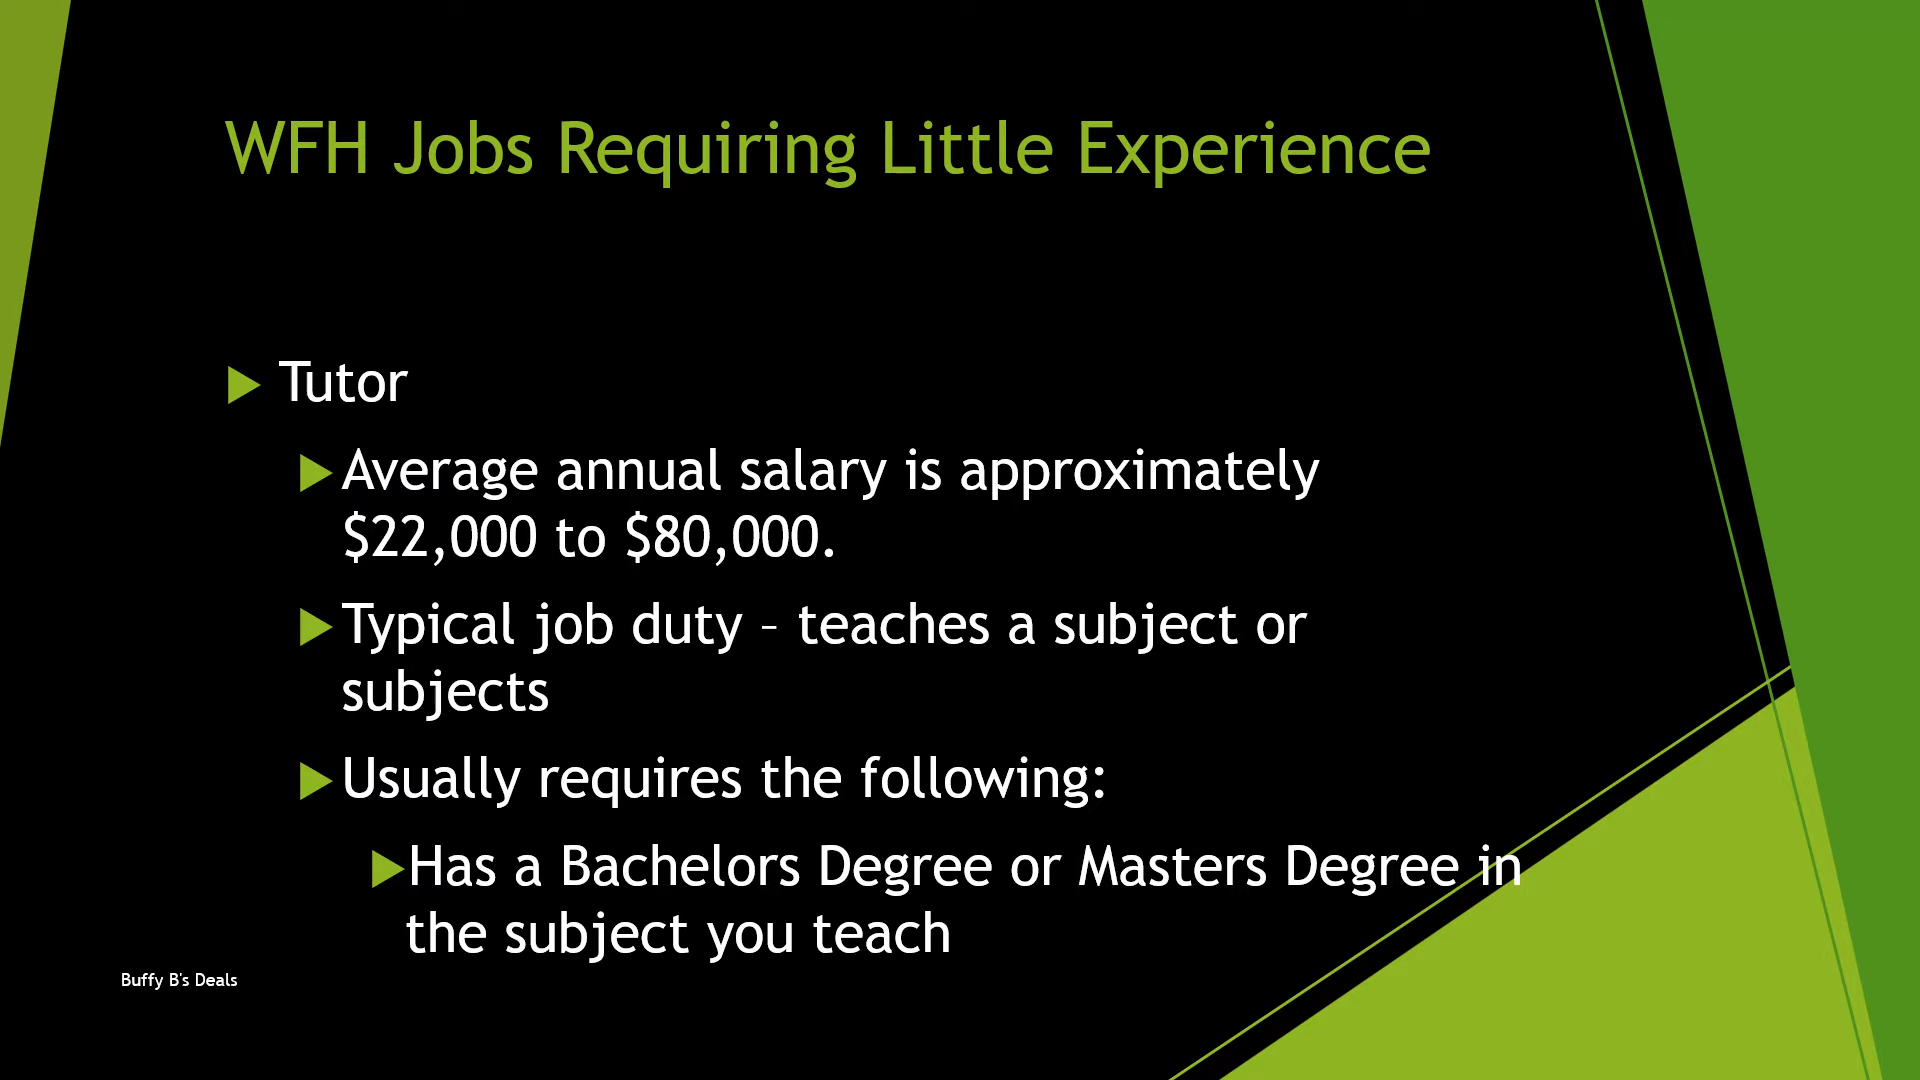 WFH Jobs Requiring Little Experience
Tutor
Average annual salary is approximately
$22,000 to $80,000.
Typical job duty – teaches a subject or
subjects
Usually requires the following:
Has a Bachelors Degree or Masters Degree in
the subject you teach
Buffy B's Deals